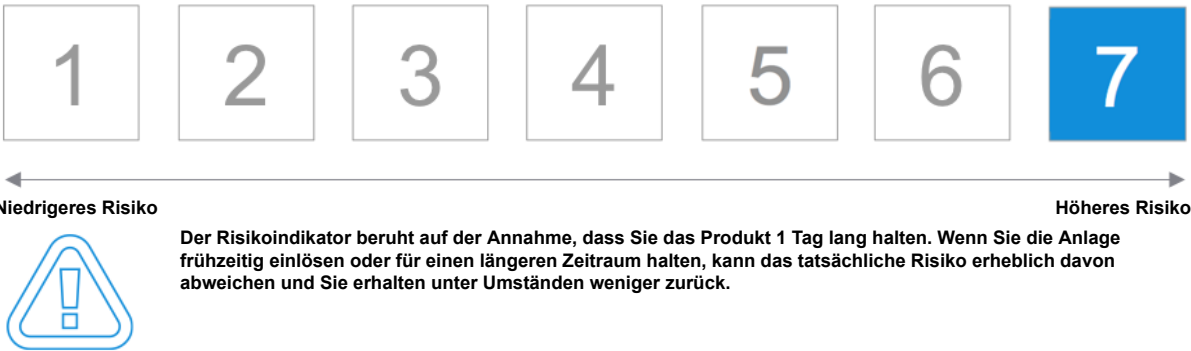 1 2 3 4 5 6 7
Niedrigeres Risiko Höheres Risiko
Der Risikoindikator beruht auf der Annahme, dass Sie das Produkt 1 Tag lang halten. Wenn Sie die Anlage
frühzeitig einlösen oder für einen längeren Zeitraum halten, kann das tatsächliche Risiko erheblich davon
abweichen und Sie erhalten unter Umständen weniger zurück.